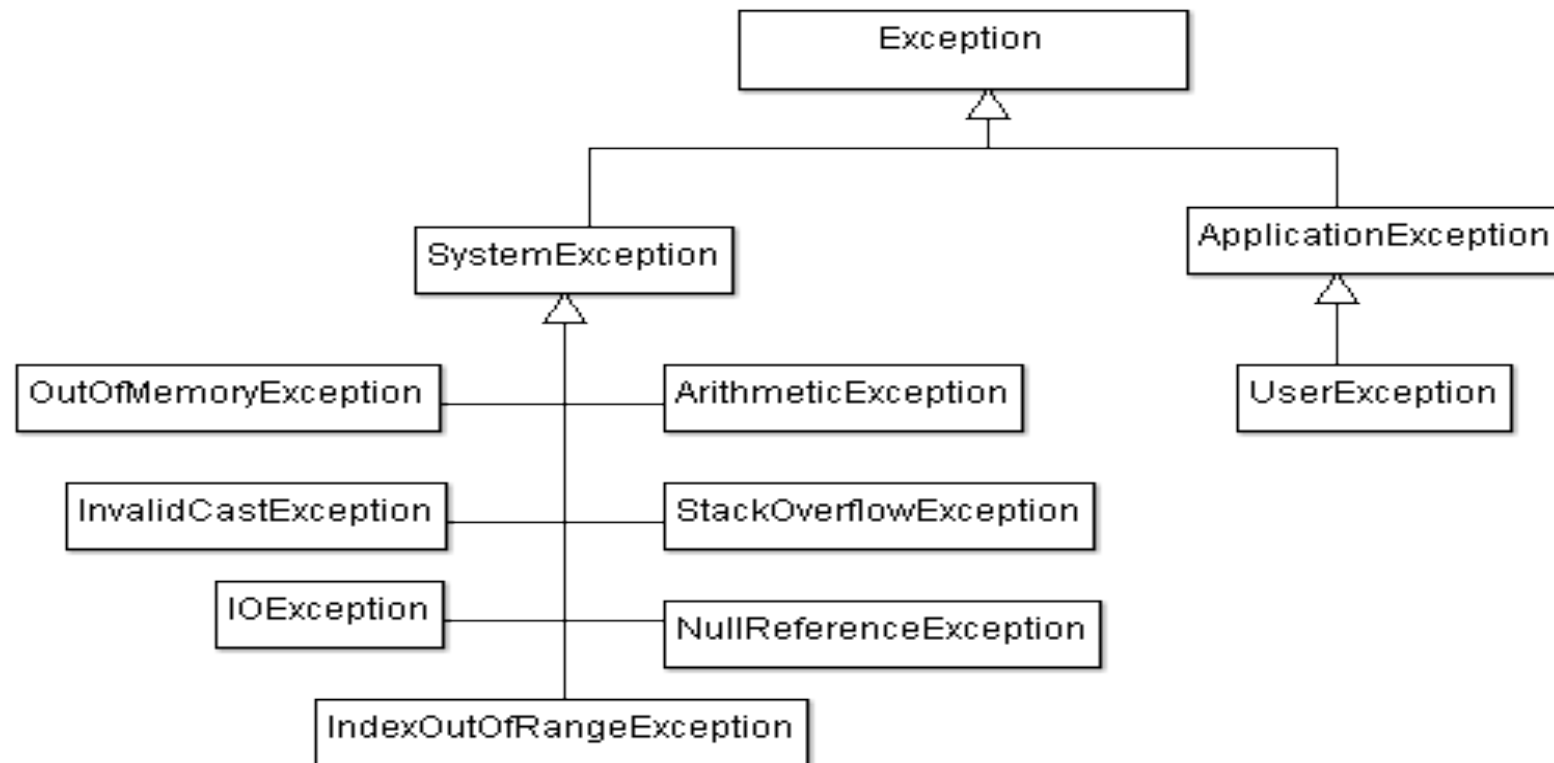 Exception
SystemException
ApplicationException
OutOfMemoryException
ArithmeticException
UserException
InvalidCastException
StackOverflowException
IOException
NullReferenceException
IndexOutOfRangeException